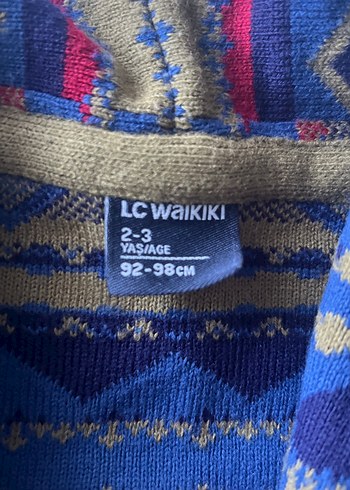 LC WAIKIKI
2-3
YAŞ/AGE
92-98CM